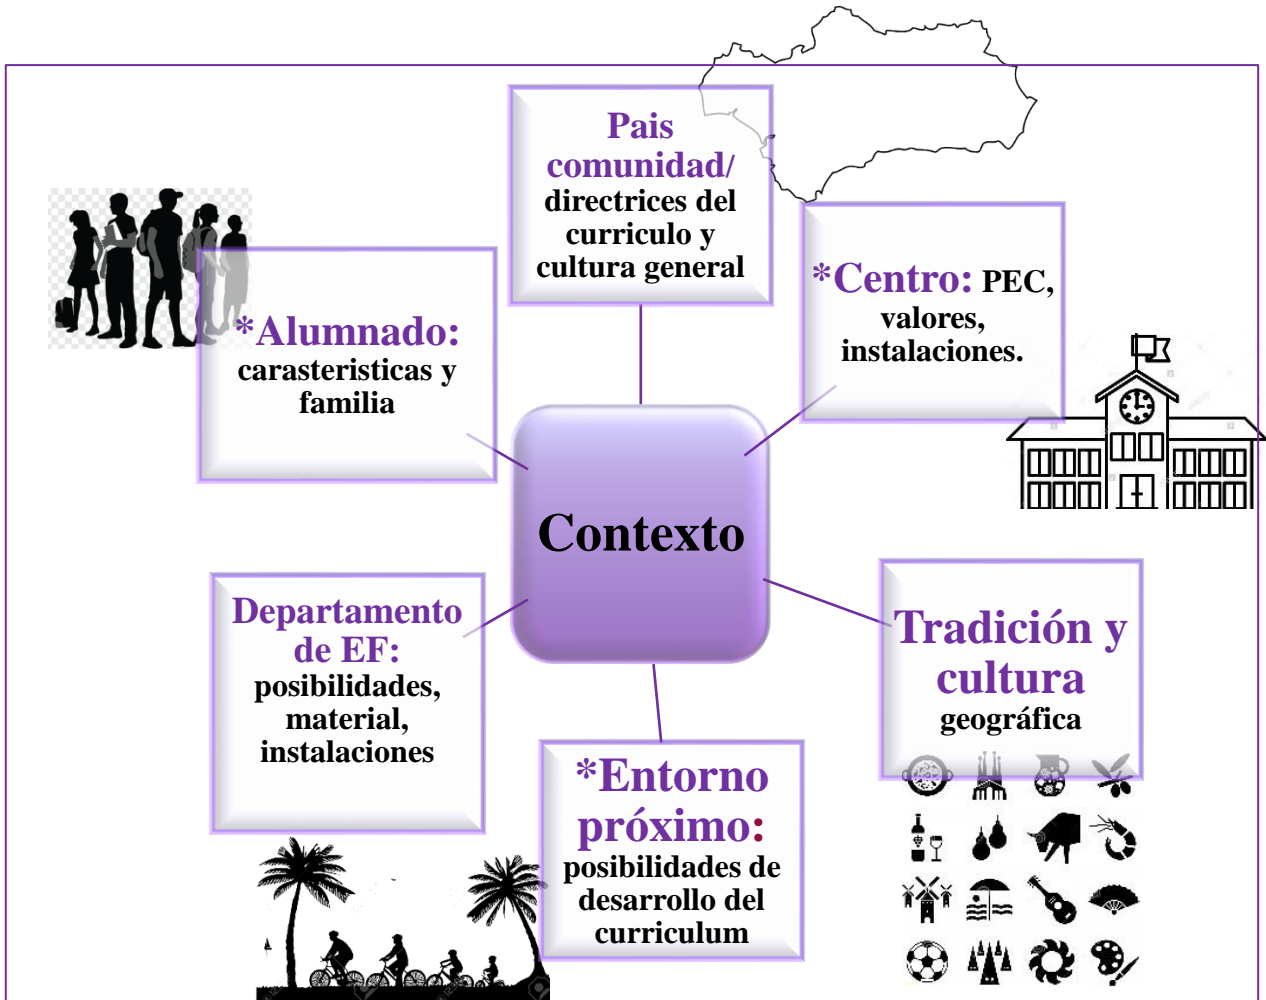 Pais
comunidad/
directrices del
curriculo y
cultura general
*Centro: PEC,
valores,
instalaciones.
*Alumnado:
carasteristicas y
familia
Contexto
Departamento
de EF:
posibilidades,
material,
instalaciones
Tradición y
cultura
geográfica
*Entorno
próximo:
posibilidades de
desarrollo del
curriculum